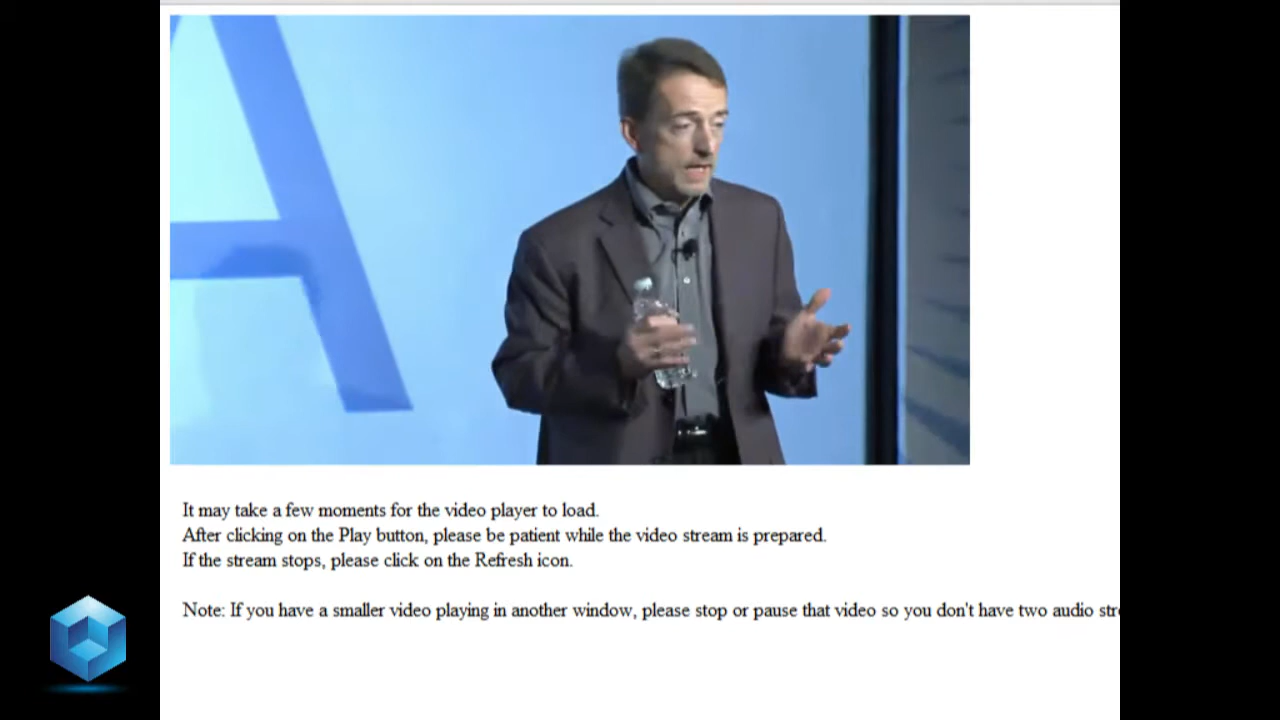 A
It may take a few moments for the video player to load.
After clicking on the Play button, please be patient while the video stream is prepared.
If the stream stops, please click on the Refresh icon.
Note: If you have a smaller video playing in another window, please stop or pause that video so you don't have two audio